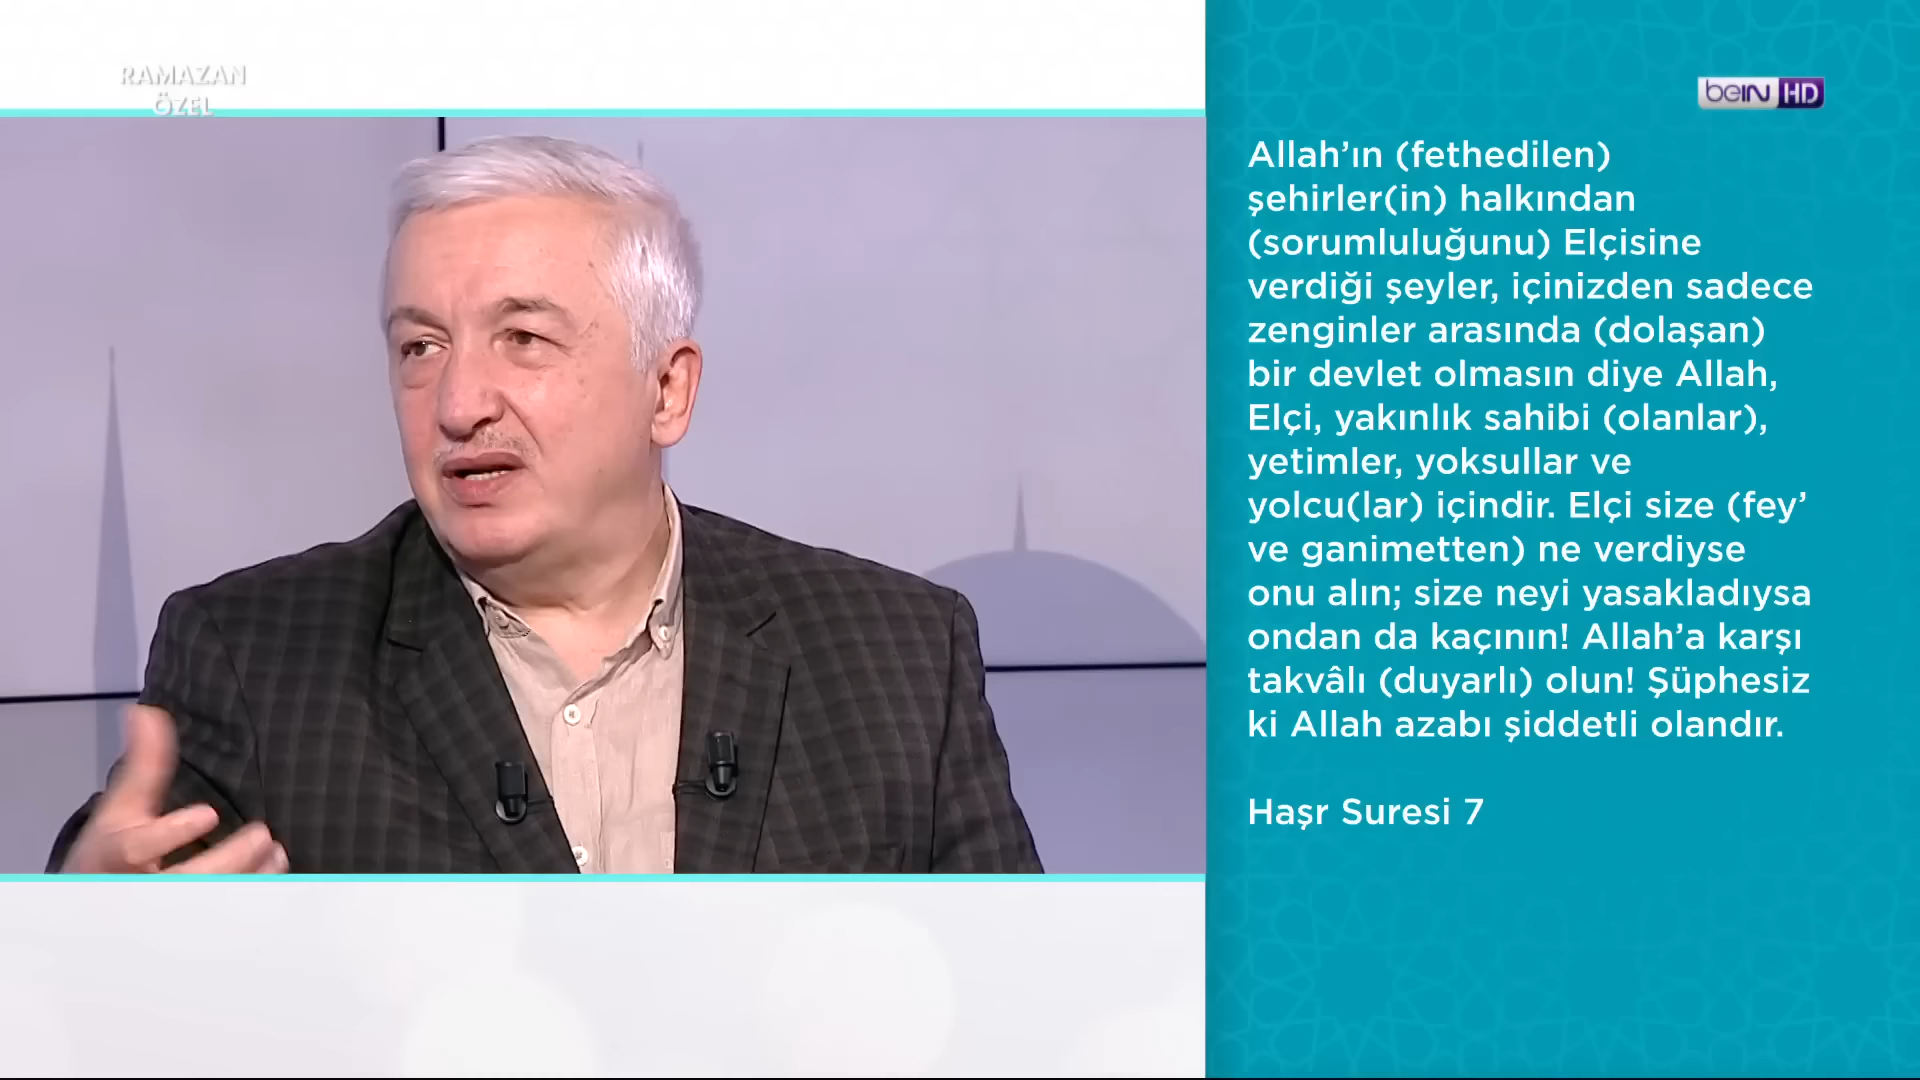 RAMAZAN
ÖZEL
beIN HD
Allah’ın (fethedilen)
şehirler(in) halkından
(sorumluluğunu) Elçisine
verdiği şeyler, içinizden sadece
zenginler arasında (dolaşan)
bir devlet olmasın diye Allah,
Elçi, yakınlık sahibi (olanlar),
yetimler, yoksullar ve
yolcu(lar) içindir. Elçi size (fey’
ve ganimetten) ne verdiyse
onu alın; size neyi yasakladıysa
ondan da kaçının! Allah’a karşı
takvâlı (duyarlı) olun! Şüphesiz
ki Allah azabı şiddetli olandır.
Haşr Suresi 7